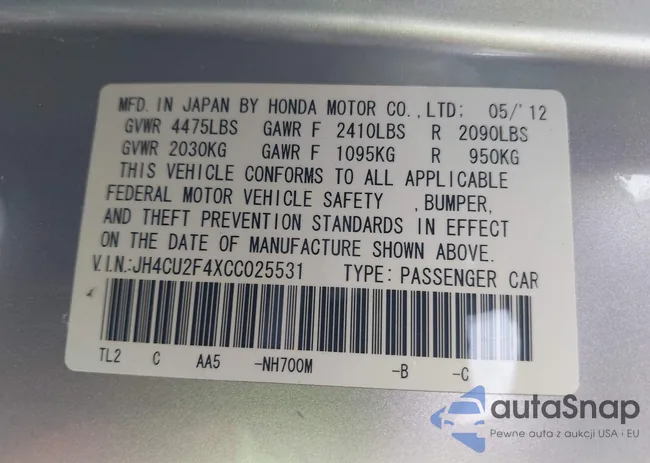 MFD. IN JAPAN BY HONDA MOTOR CO.,LTD: 05/'12
GVWR 4475LBS GAWR F 2410LBS R 2090LBS
GVWR 2030KG GAWR F 1095KG R 950KG
THIS VEHICLE CONFORMS TO ALL APPLICABLE
FEDERAL MOTOR VEHICLE SAFETY ,BUMPER,
AND THEFT PREVENTION STANDARDS IN EFFECT
ON THE DATE OF MANUFACTURE SHOWN ABOVE.
V.I.N.:JH4CU2F4XCC025531 TYPE: PASSENGER CAR
TL2 C AA5 -NH700M -B -C
autaSnap
Pewne auta z aukcji USA i EU